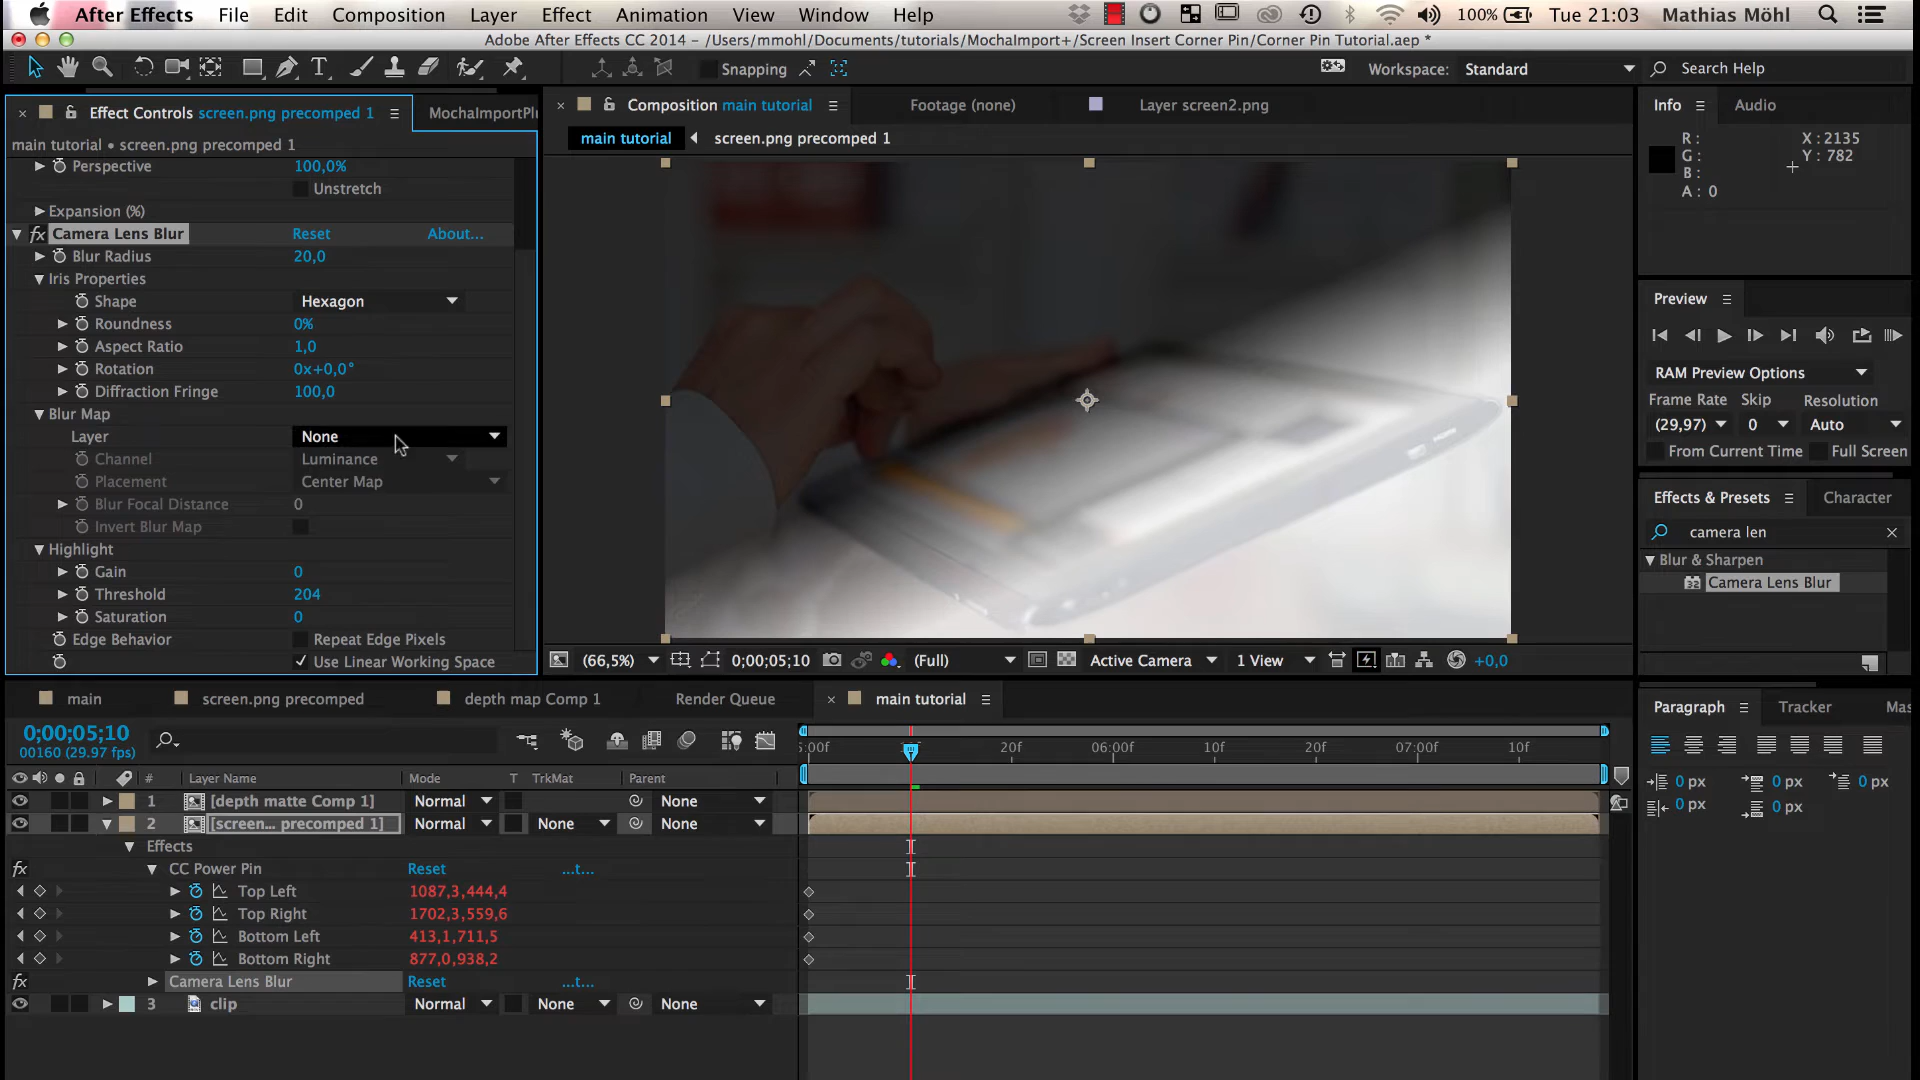 After Effects File Edit Composition Layer Effect Animation View Window Help 100% Tue 21:03 Mathias Möhl
Adobe After Effects CC 2014 – /Users/mmohl/Documents/tutorials/MochaImport+/Screen Insert Corner Pin/Corner Pin Tutorial.aep *
Snapping Workspace: Standard Search Help
Effect Controls screen.png precomped 1 MochaImportPlu
main tutorial • screen.png precomped 1
Perspective 100,0%
Unstretch
Expansion (%)
fx Camera Lens Blur Reset About...
Blur Radius 20,0
Iris Properties
Shape Hexagon
Roundness 0%
Aspect Ratio 1,0
Rotation 0x+0,0°
Diffraction Fringe 100,0
Blur Map
Layer None
Channel Luminance
Placement Center Map
Blur Focal Distance 0
Invert Blur Map
Highlight
Gain 0
Threshold 204
Saturation 0
Edge Behavior Repeat Edge Pixels
Use Linear Working Space
Composition main tutorial Footage (none) Layer screen2.png
main tutorial screen.png precomped 1
(66,5%) 0;00;05;10 (Full) Active Camera 1 View +0,0
Info Audio
R: X: 2135
G: Y: 782
B:
A: 0
Preview
RAM Preview Options
Frame Rate Skip Resolution
(29,97) 0 Auto
From Current Time Full Screen
Effects & Presets Character
camera len
Blur & Sharpen
32 Camera Lens Blur
Paragraph Tracker Mas
0 px 0 px 0 px
0 px 0 px
main screen.png precomped depth map Comp 1 Render Queue main tutorial
0;00;05;10
00160 (29.97 fps)
5:00f 20f 06:00f 10f 20f 07:00f 10f
# Layer Name Mode T TrkMat Parent
1 [depth matte Comp 1] Normal None
2 [screen... precomped 1] Normal None None
Effects
fx CC Power Pin Reset ...t...
Top Left 1087,3,444,4
Top Right 1702,3,559,6
Bottom Left 413,1,711,5
Bottom Right 877,0,938,2
fx Camera Lens Blur Reset ...t...
3 clip Normal None None